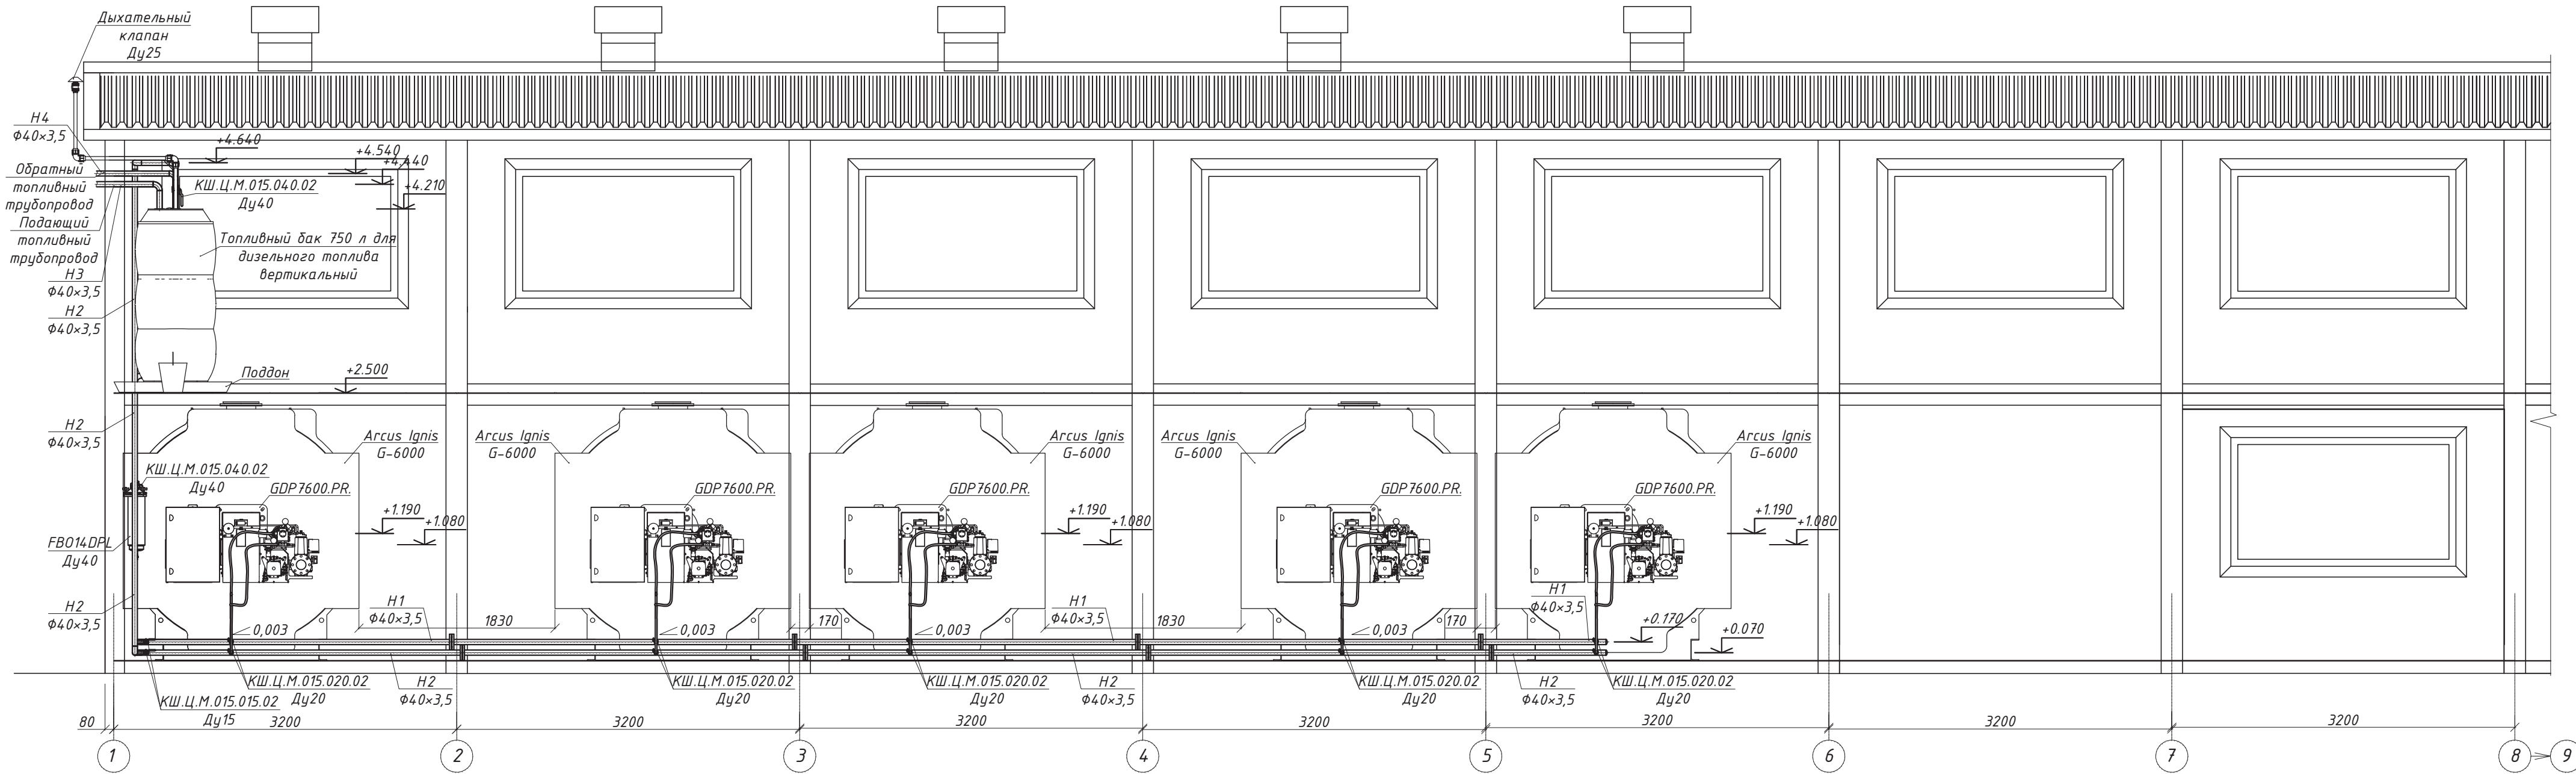 Дыхательный
клапан
Ду25
Н4
Ф40×3,5
Обратный
топливный
трубопровод
Подающий
топливный
трубопровод
Н3
Ф40×3,5
Н2
Ф40×3,5
+4.640
+4.540
+4.440
+4.210
КШ.Ц.М.015.040.02
Ду40
Топливный бак 750 л для
дизельного топлива
вертикальный
Поддон
+2.500
Н2
Ф40×3,5
Arcus Ignis
G-6000
Arcus Ignis
G-6000
Arcus Ignis
G-6000
Arcus Ignis
G-6000
Arcus Ignis
G-6000
КШ.Ц.М.015.040.02
Ду40
GDP7600.PR.
GDP7600.PR.
GDP7600.PR.
GDP7600.PR.
GDP7600.PR.
+1.190
+1.080
+1.190
+1.080
+1.190
+1.080
FB014DPL
Ду40
Н2
Ф40×3,5
Н1
Ф40×3,5
Н1
Ф40×3,5
Н1
Ф40×3,5
0,003
1830
0,003
170
0,003
1830
0,003
170
+0.170
+0.070
КШ.Ц.М.015.015.02
Ду15
КШ.Ц.М.015.020.02
Ду20
Н2
Ф40×3,5
КШ.Ц.М.015.020.02
Ду20
КШ.Ц.М.015.020.02
Ду20
Н2
Ф40×3,5
КШ.Ц.М.015.020.02
Ду20
Н2
Ф40×3,5
КШ.Ц.М.015.020.02
Ду20
80
3200
3200
3200
3200
3200
3200
3200
1
2
3
4
5
6
7
8
9